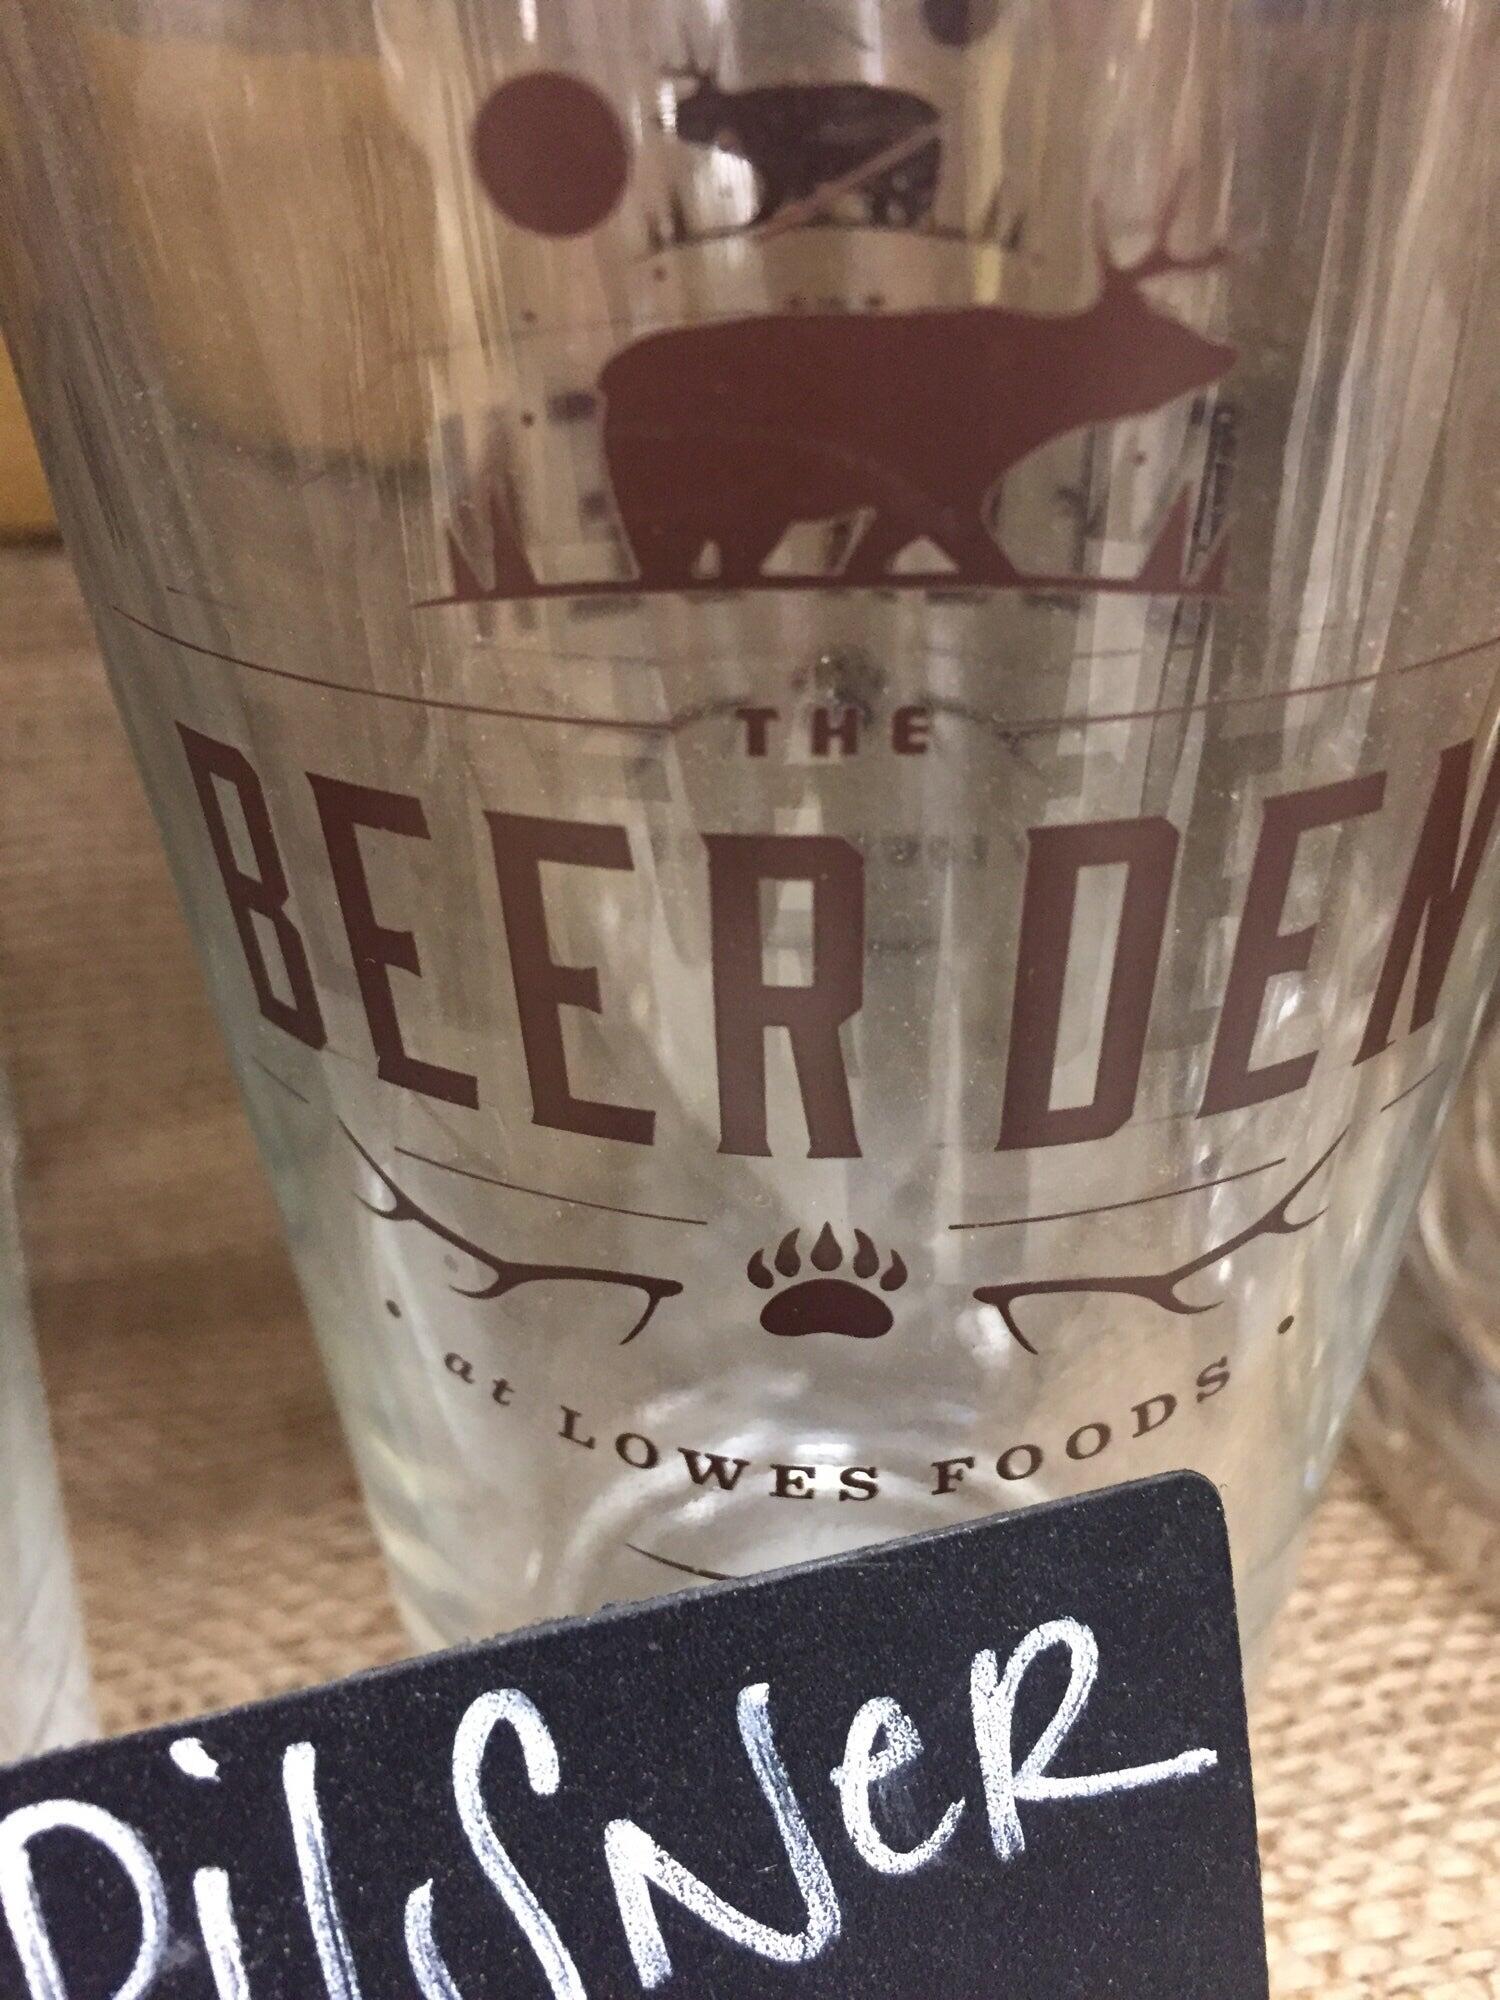 THE
BEER DEN
at LOWES FOODS
PilSNeR